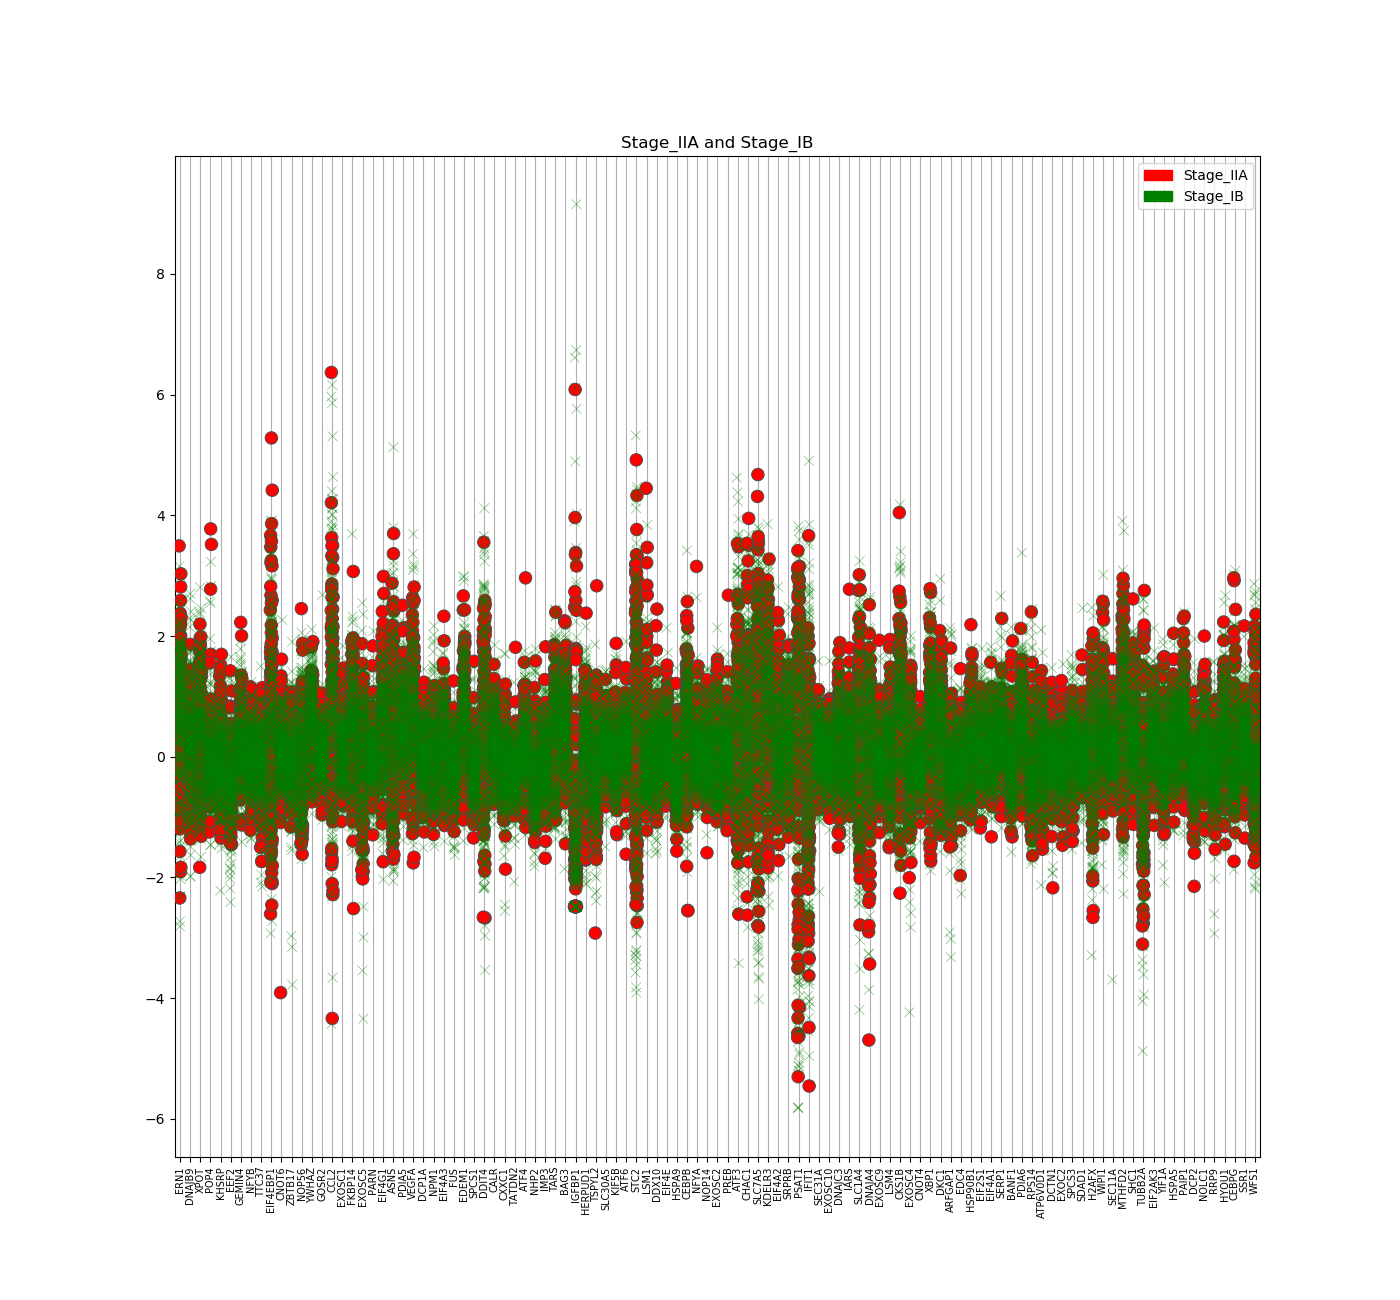 Stage_IIA and Stage_IB
Stage_IIA
Stage_IB
8
6
4
2
0
−2
−4
−6
ERN1
DNAJB9
XPOT
POP4
KHSRP
EEF2
GEMIN4
NFYB
TTC37
EIF4EBP1
CNOT6
ZBTB17
NOP56
YWHAZ
GOSR2
CCL2
EXOSC1
FKBP14
EXOSC5
PARN
EIF4G1
ASNS
PDIA5
VEGFA
DCP1A
NPM1
EIF4A3
FUS
EDEM1
SPCS1
DDIT4
CALR
CXXC1
TATDN2
ATF4
NHP2
IMP3
TARS
BAG3
IGFBP1
HERPUD1
TSPYL2
SLC30A5
KIF5B
ATF6
STC2
LSM1
DDX10
EIF4E
HSPA9
CEBPB
NFYA
NOP14
EXOSC2
PREB
ATF3
CHAC1
SLC7A5
KDELR3
EIF4A2
SRPRB
PSAT1
IFIT1
SEC31A
EXOSC10
DNAJC3
IARS
SLC1A4
DNAJA4
EXOSC9
LSM4
CKS1B
EXOSC4
CNOT4
XBP1
DKC1
ARFGAP1
EDC4
HSP90B1
EIF2S1
EIF4A1
SERP1
BANF1
PDIA6
RPS14
ATP6V0D1
DCTN1
EXOC2
SPCS3
SDAD1
H2AFX
WIPI1
SEC11A
MTHFD2
SHC1
TUBB2A
EIF2AK3
YIF1A
HSPA5
PAIP1
DCP2
NOLC1
RRP9
HYOU1
CEBPG
SSR1
WFS1